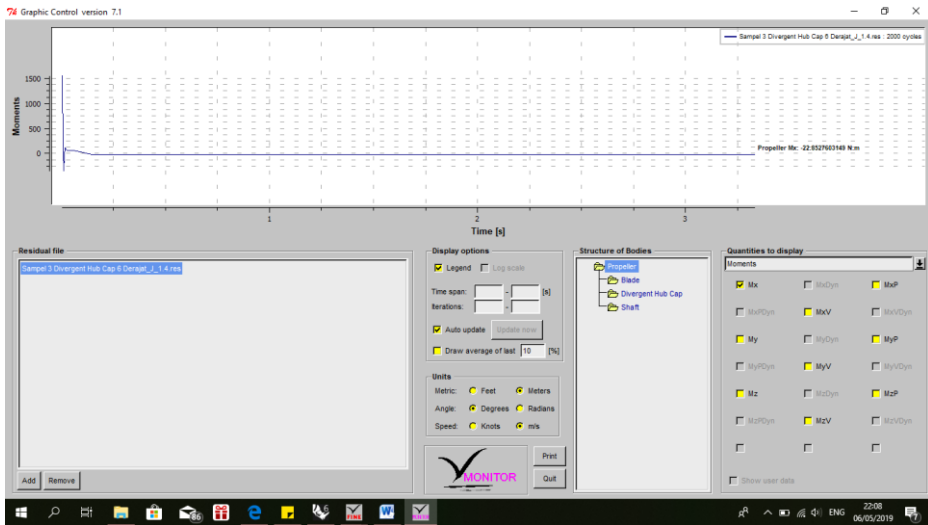 Graphic Control version 7.1
Sampel 3 Divergent Hub Cap 6 Derajat_J_1.4.res : 2000 cycles
Moments
1500
1000
500
0
Propeller Mx: -22.8527603149 N.m
1 2 3
Time [s]
Residual file
Sampel 3 Divergent Hub Cap 6 Derajat_J_1.4.res
Add Remove
Display options
Legend Log scale
Time span: - [s]
Iterations: -
Auto update Update now
Draw average of last 10 [%]
Units
Metric: Feet Meters
Angle: Degrees Radians
Speed: Knots m/s
MONITOR
Print
Quit
Structure of Bodies
Propeller
Blade
Divergent Hub Cap
Shaft
Quantities to display
Moments
Mx MxDyn MxP
MxPDyn MxV MxVDyn
My MyDyn MyP
MyPDyn MyV MyVDyn
Mz MzDyn MzP
MzPDyn MzV MzVDyn
Show user data
86
ENG
22:08
06/05/2019